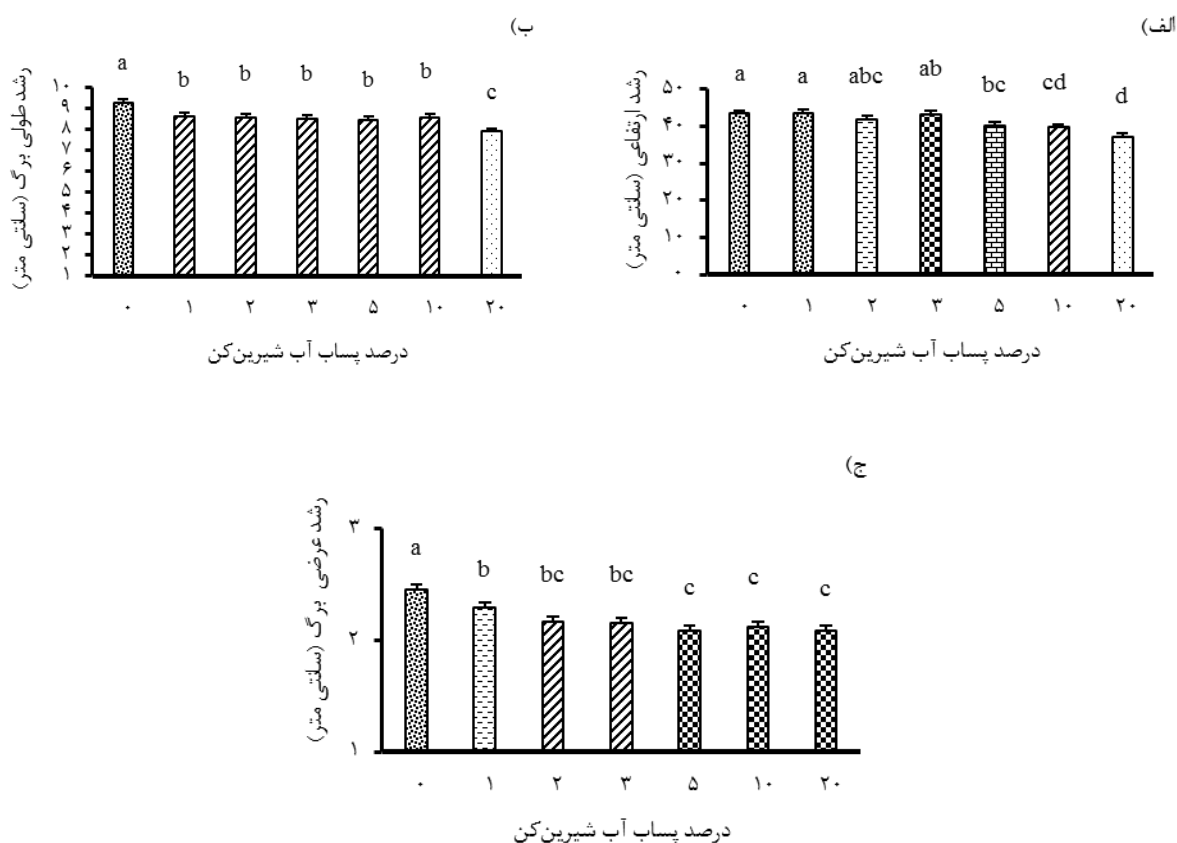 الف)
رشد ارتفاعی (سانتی متر)
۵۰
۴۰
۳۰
۲۰
۱۰
۰
a a abc ab bc cd d
۰ ۱ ۲ ۳ ۵ ۱۰ ۲۰
درصد پساب آب شیرین‌کن
ب)
رشد طولی برگ (سانتی متر)
۱۰
۹
۸
۷
۶
۵
۴
۳
۲
۱
a b b b b b c
۰ ۱ ۲ ۳ ۵ ۱۰ ۲۰
درصد پساب آب شیرین‌کن
ج)
رشد عرضی برگ (سانتی متر)
۳
۲
۱
a b bc bc c c c
۰ ۱ ۲ ۳ ۵ ۱۰ ۲۰
درصد پساب آب شیرین‌کن